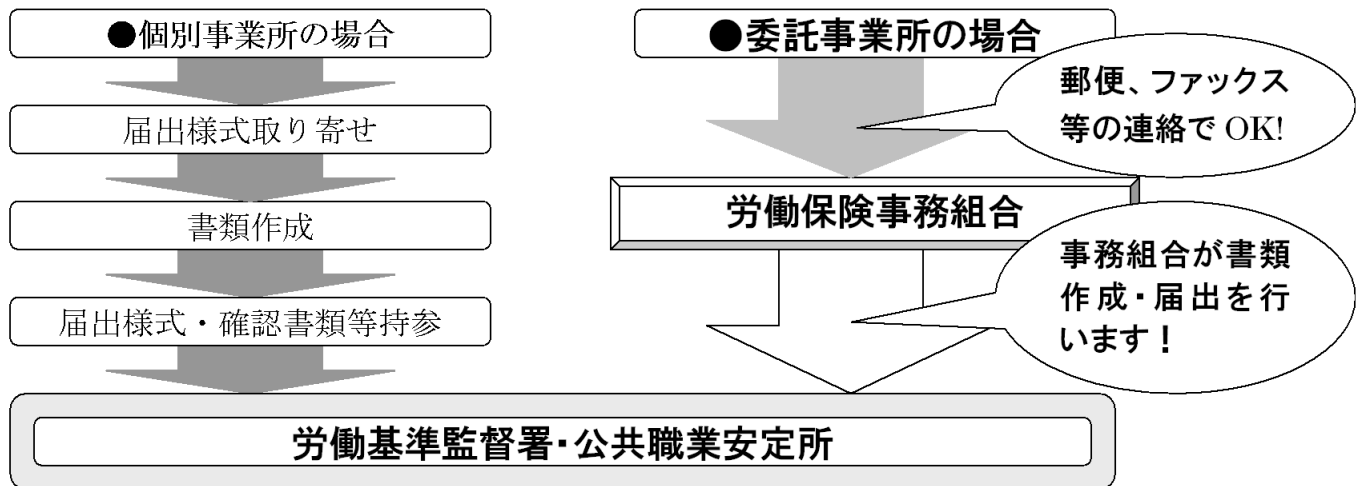 ●個別事業所の場合
届出様式取り寄せ
書類作成
届出様式・確認書類等持参
●委託事業所の場合
郵便、ファックス
等の連絡で OK!
労働保険事務組合
事務組合が書類
作成・届出を行
います！
労働基準監督署・公共職業安定所